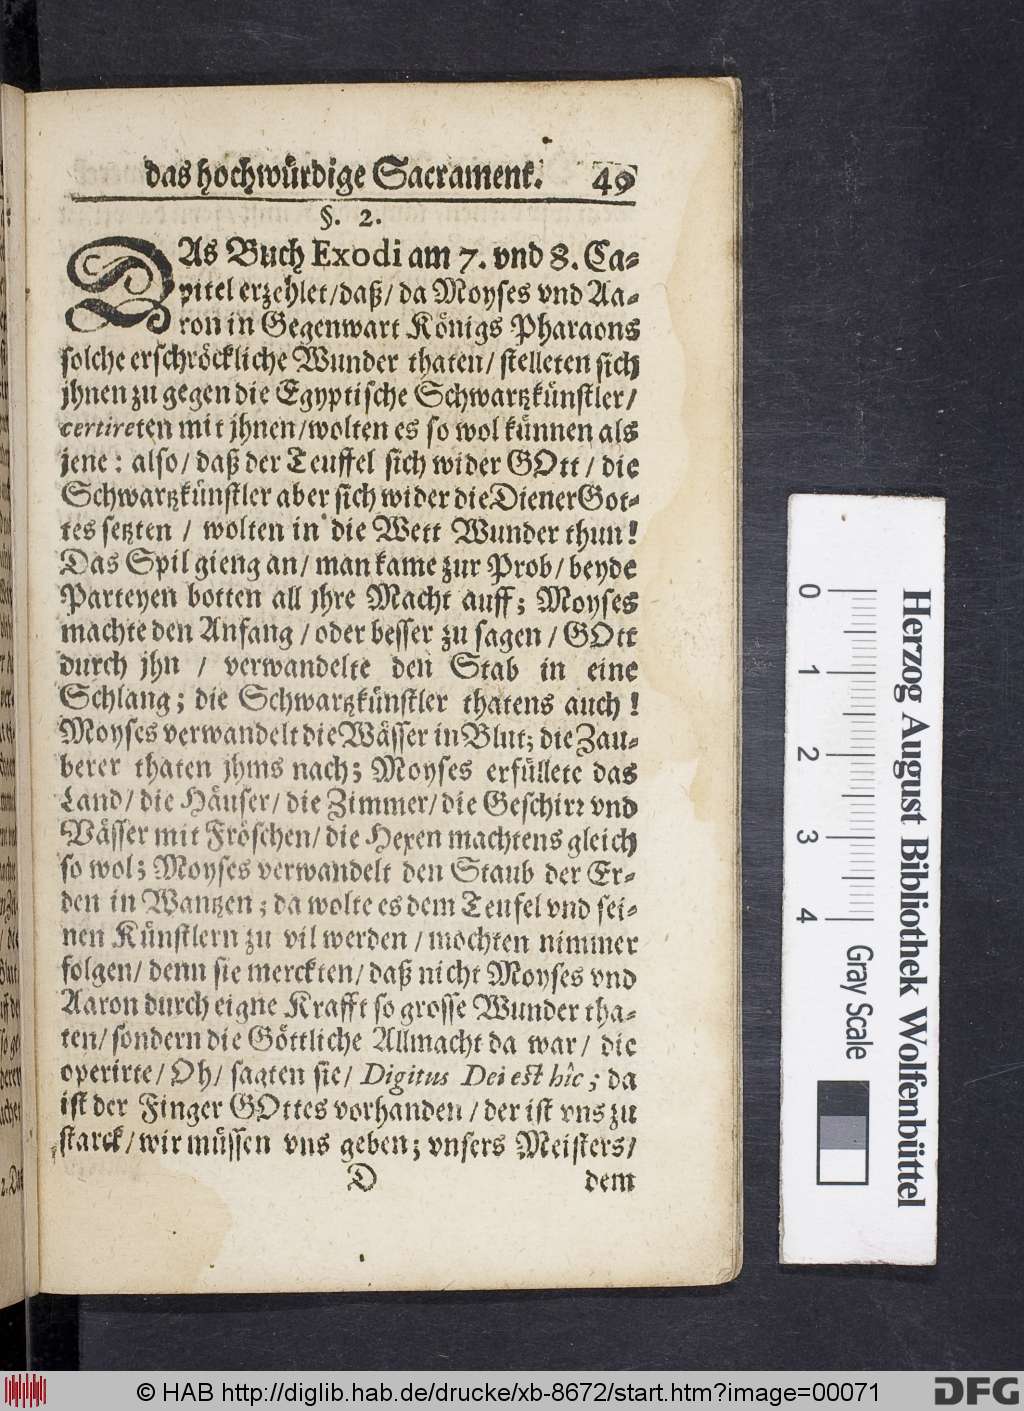 das hochwürdige Sacrament. 49
§. 2.
DAs Buch Exodi am 7. vnd 8. Ca-
pitel erzehlet/daß/ da Moyses vnd Aa-
ron in Gegenwart Königs Pharaons
solche erschröckliche Wunder thaten/ stelleten sich
jhnen zu gegen die Egyptische Schwartzkünstler/
certireten mit jhnen/wolten es so wol künnen als
jene: also/ daß der Teuffel sich wider GOtt/ die
Schwartzkünstler aber sich wider die Diener Got-
tes setzten / wolten in die Wett Wunder thun!
Das Spil gieng an/ man kame zur Prob/ beyde
Parteyen botten all jhre Macht auff; Moyses
machte den Anfang / oder besser zu sagen / GOtt
durch jhn / verwandelte den Stab in eine
Schlang; die Schwartzkünstler thatens auch!
Moyses verwandelt die Wässer in Blut; die Zau-
berer thaten jhms nach; Moyses erfüllete das
Land/ die Häuser/ die Zimmer/ die Geschirr vnd
Wässer mit Fröschen/ die Hexen machtens gleich
so wol; Moyses verwandelt den Staub der Er-
den in Wantzen; da wolte es dem Teufel vnd sei-
nen Künstlern zu vil werden / mochten nimmer
folgen/ denn sie merckten/ daß nicht Moyses vnd
Aaron durch eigne Krafft so grosse Wunder tha-
ten/ sondern die Göttliche Allmacht da war/ die
operirte/ Oh/ sagten sie/ Digitus Dei est hîc; da
ist der Finger GOttes vorhanden / der ist vns zu
starck/ wir müssen vns geben; vnsers Meisters/
D dem
0 1 2 3 4
Gray Scale
Herzog August Bibliothek Wolfenbüttel
© HAB http://diglib.hab.de/drucke/xb-8672/start.htm?image=00071
DFG